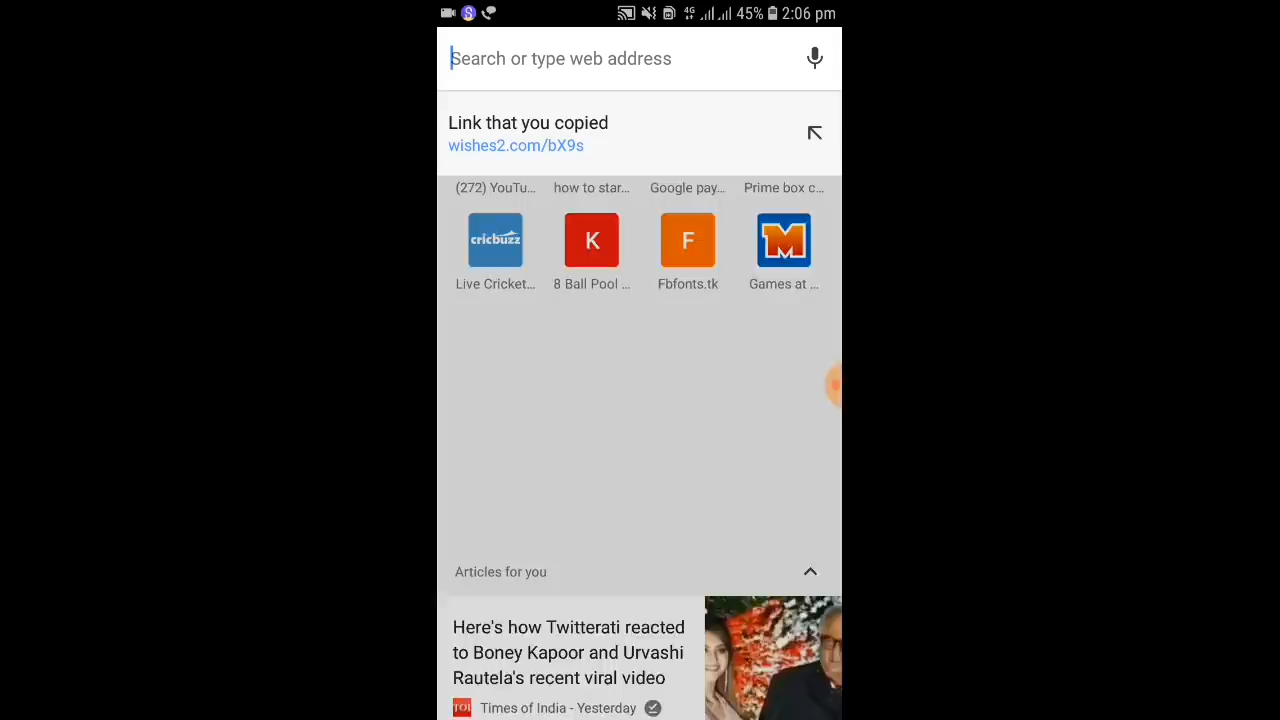 4G 45% 2:06 pm
Search or type web address
Link that you copied
wishes2.com/bX9s
(272) YouTu... how to star... Google pay... Prime box c...
cricbuzz K F M
Live Cricket... 8 Ball Pool ... Fbfonts.tk Games at ...
Articles for you
Here's how Twitterati reacted
to Boney Kapoor and Urvashi
Rautela's recent viral video
TOI Times of India - Yesterday